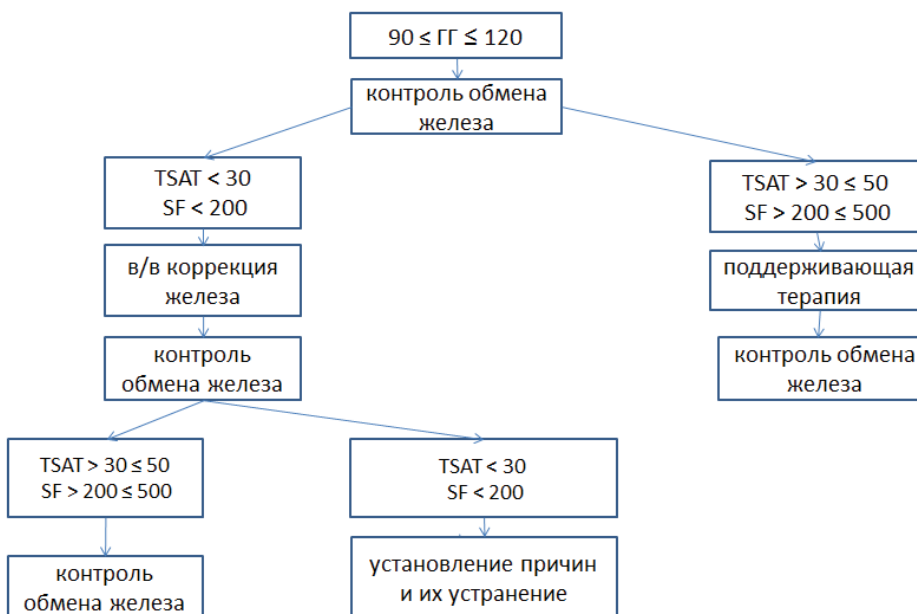 90 ≤ ГГ ≤ 120
контроль обмена
железа
TSAT < 30
SF < 200
TSAT > 30 ≤ 50
SF > 200 ≤ 500
в/в коррекция
железа
поддерживающая
терапия
контроль
обмена железа
контроль обмена
железа
TSAT > 30 ≤ 50
SF > 200 ≤ 500
TSAT < 30
SF < 200
контроль
обмена железа
установление причин
и их устранение